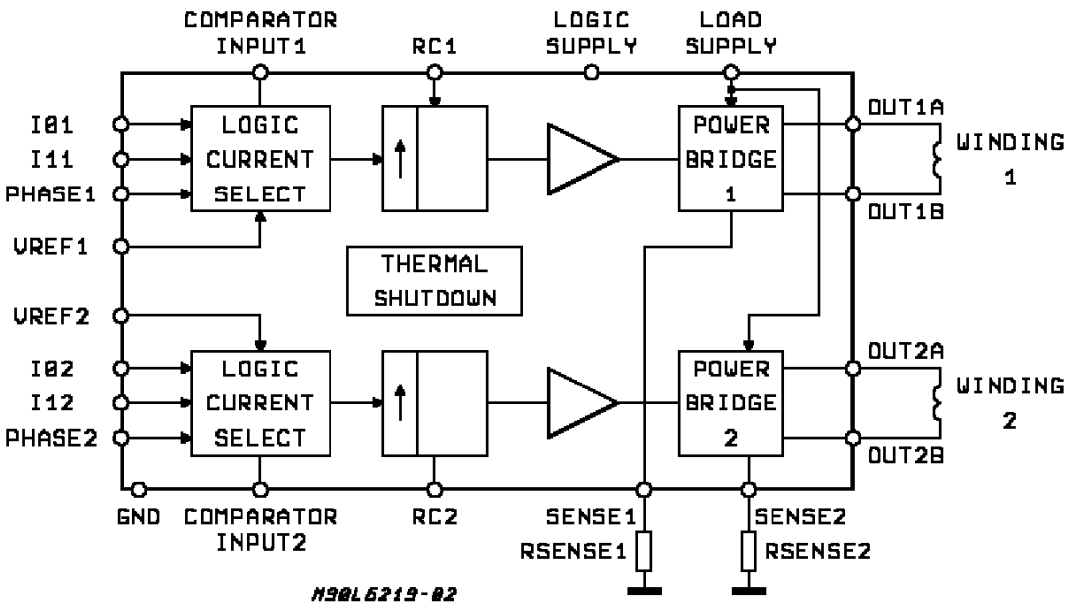 COMPARATOR
INPUT1
RC1
LOGIC
SUPPLY
LOAD
SUPPLY
I01
I11
PHASE1
VREF1
LOGIC
CURRENT
SELECT
POWER
BRIDGE
1
OUT1A
OUT1B
WINDING
1
THERMAL
SHUTDOWN
VREF2
I02
I12
PHASE2
LOGIC
CURRENT
SELECT
POWER
BRIDGE
2
OUT2A
OUT2B
WINDING
2
GND
COMPARATOR
INPUT2
RC2
SENSE1
RSENSE1
SENSE2
RSENSE2
M90L6219-02